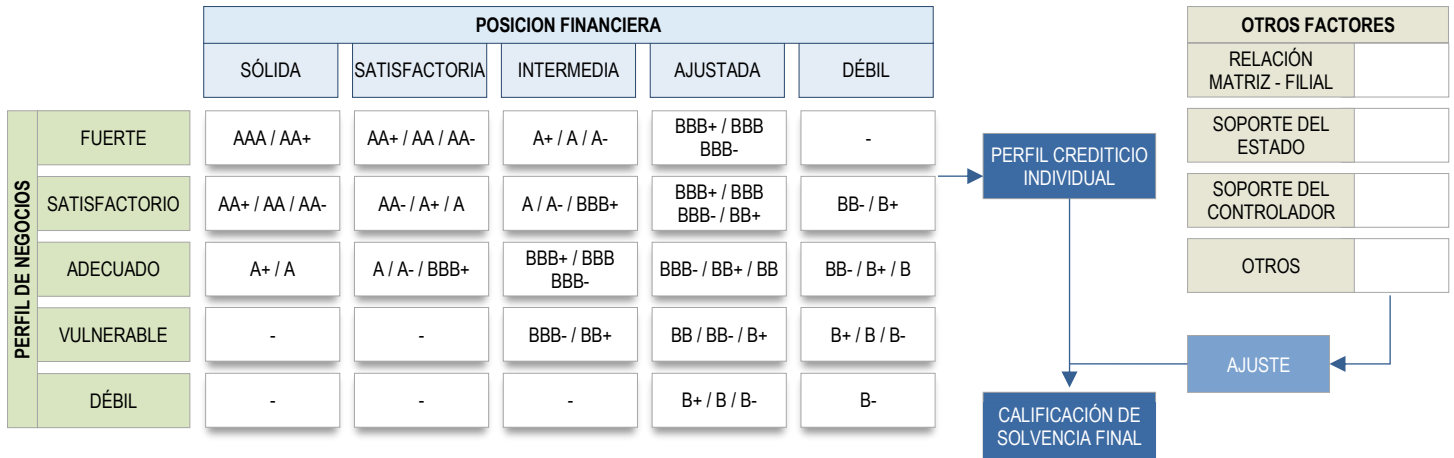 POSICION FINANCIERA
SÓLIDA
SATISFACTORIA
INTERMEDIA
AJUSTADA
DÉBIL
PERFIL DE NEGOCIOS
FUERTE
AAA / AA+
AA+ / AA / AA-
A+ / A / A-
BBB+ / BBB
BBB-
-
SATISFACTORIO
AA+ / AA / AA-
AA- / A+ / A
A / A- / BBB+
BBB+ / BBB
BBB- / BB+
BB- / B+
ADECUADO
A+ / A
A / A- / BBB+
BBB+ / BBB
BBB-
BBB- / BB+ / BB
BB- / B+ / B
VULNERABLE
-
-
BBB- / BB+
BB / BB- / B+
B+ / B / B-
DÉBIL
-
-
-
B+ / B / B-
B-
PERFIL CREDITICIO
INDIVIDUAL
CALIFICACIÓN DE
SOLVENCIA FINAL
OTROS FACTORES
RELACIÓN
MATRIZ - FILIAL
SOPORTE DEL
ESTADO
SOPORTE DEL
CONTROLADOR
OTROS
AJUSTE